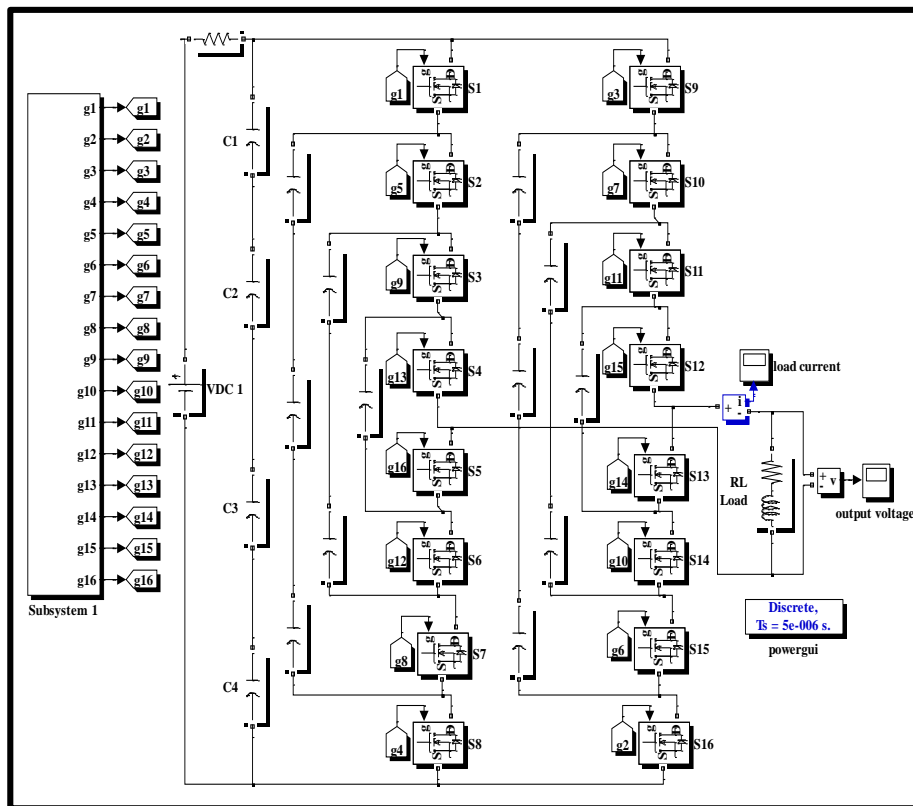 g1
g2
g3
g4
g5
g6
g7
g8
g9
g10
g11
g12
g13
g14
g15
g16
g1
g2
g3
g4
g5
g6
g7
g8
g9
g10
g11
g12
g13
g14
g15
g16
Subsystem 1
VDC 1
C1
C2
C3
C4
g1
g S
S1
g5
g S
S2
g9
g S
S3
g13
g S
S4
g16
g S
S5
g12
g S
S6
g8
g S
S7
g4
g S
S8
g3
g S
S9
g7
g S
S10
g11
g S
S11
g15
g S
S12
g14
g S
S13
g10
g S
S14
g6
g S
S15
g2
g S
S16
load current
+ i -
RL
Load
+ - v
output voltage
Discrete,
Ts = 5e-006 s.
powergui